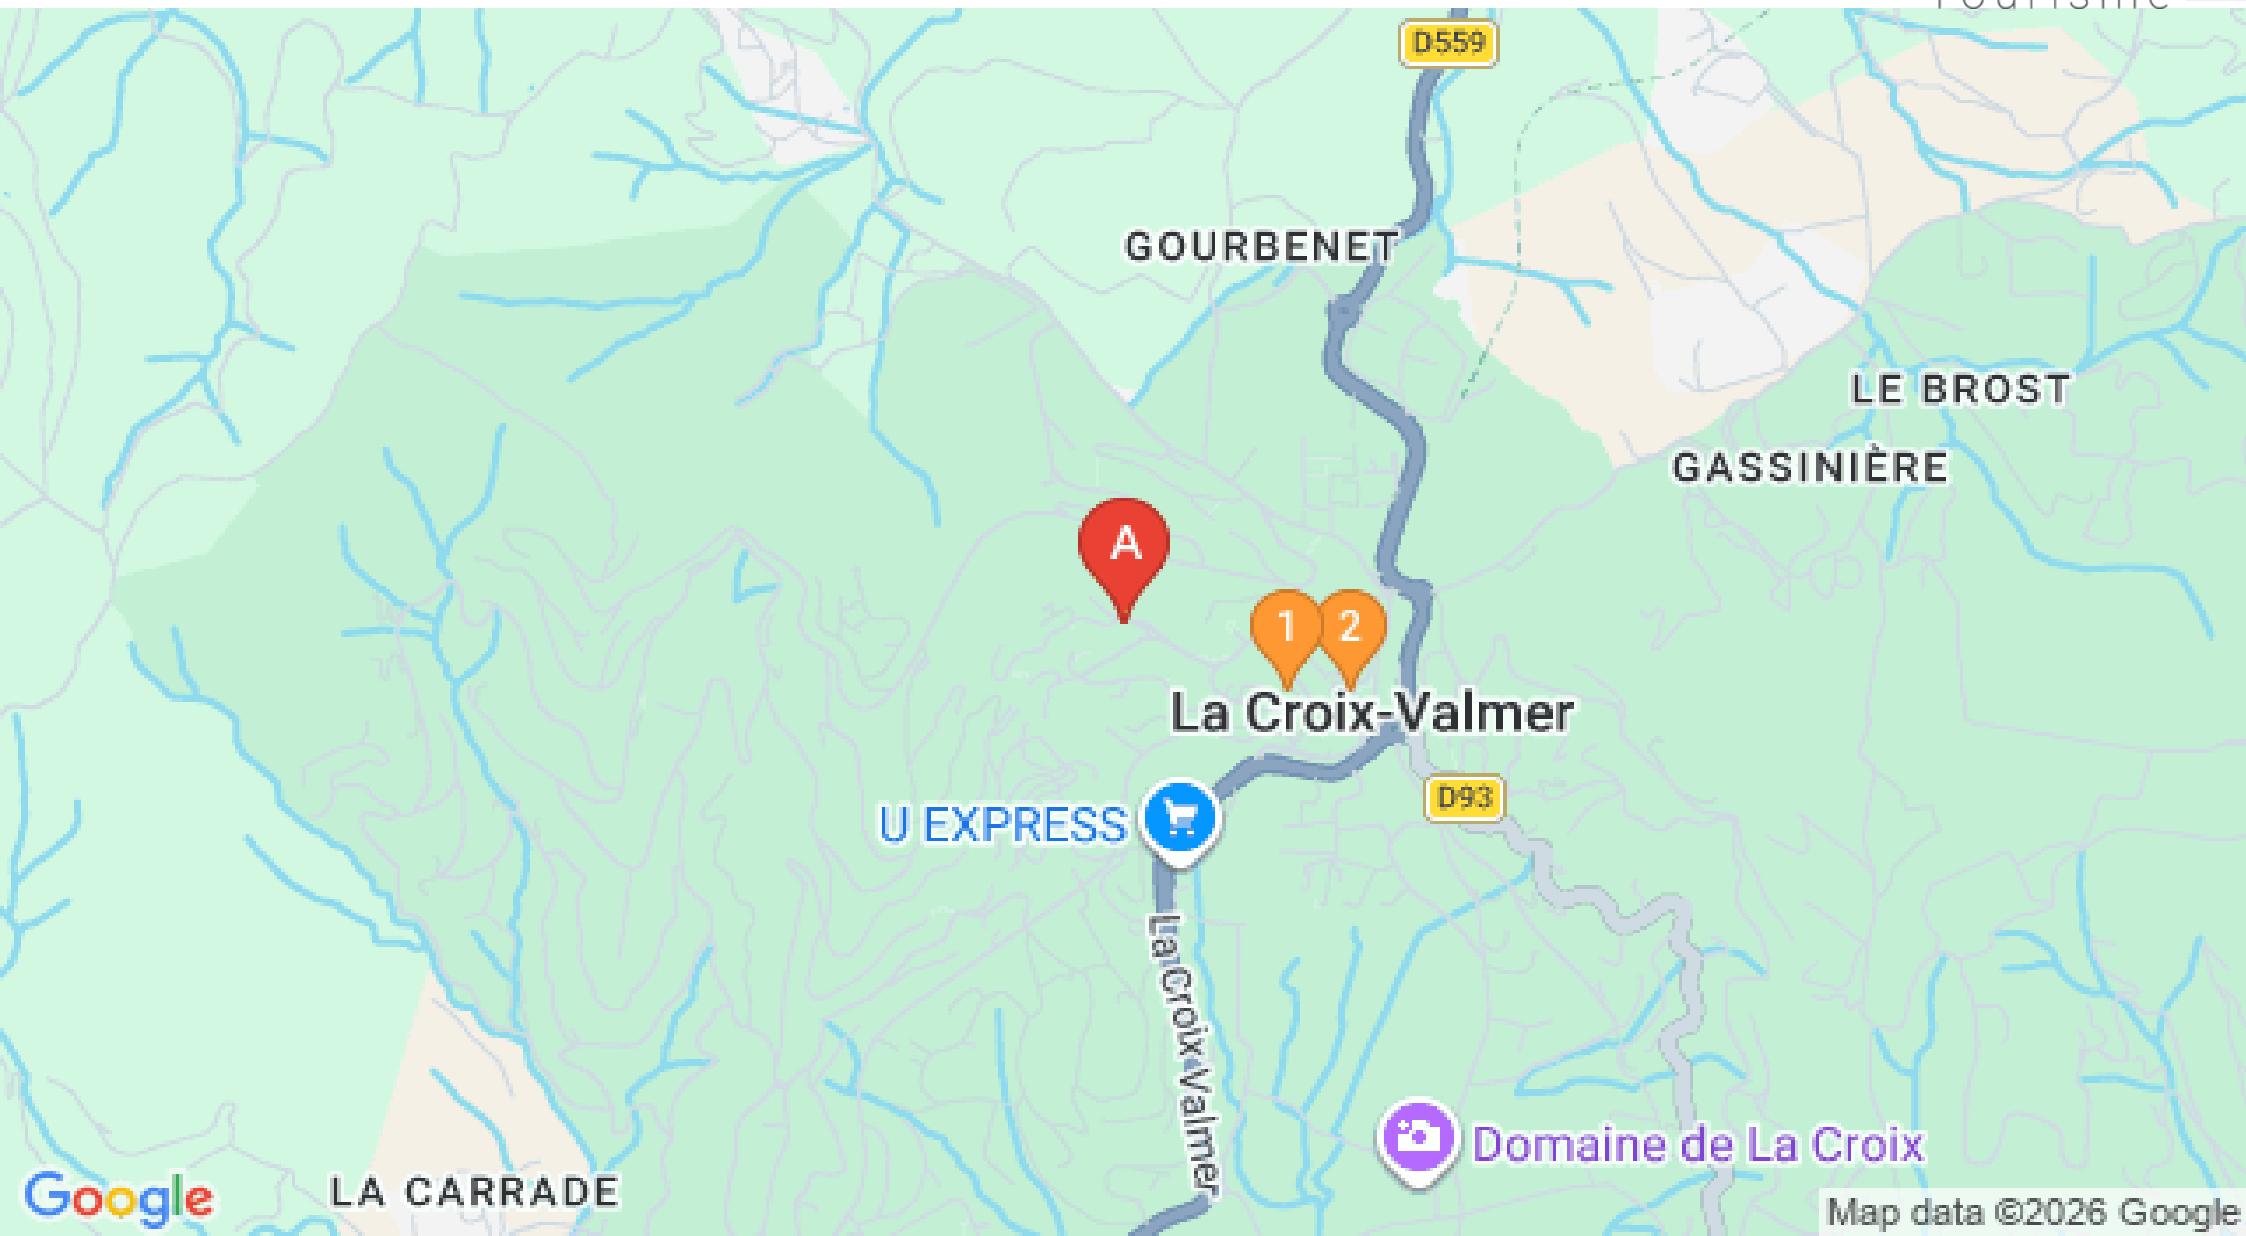 Tourisme
D559
GOURBENET
LE BROST
GASSINIÈRE
A
1
2
La Croix-Valmer
D93
U EXPRESS
La Croix-Valmer
Domaine de La Croix
LA CARRADE
Google
Map data ©2026 Google